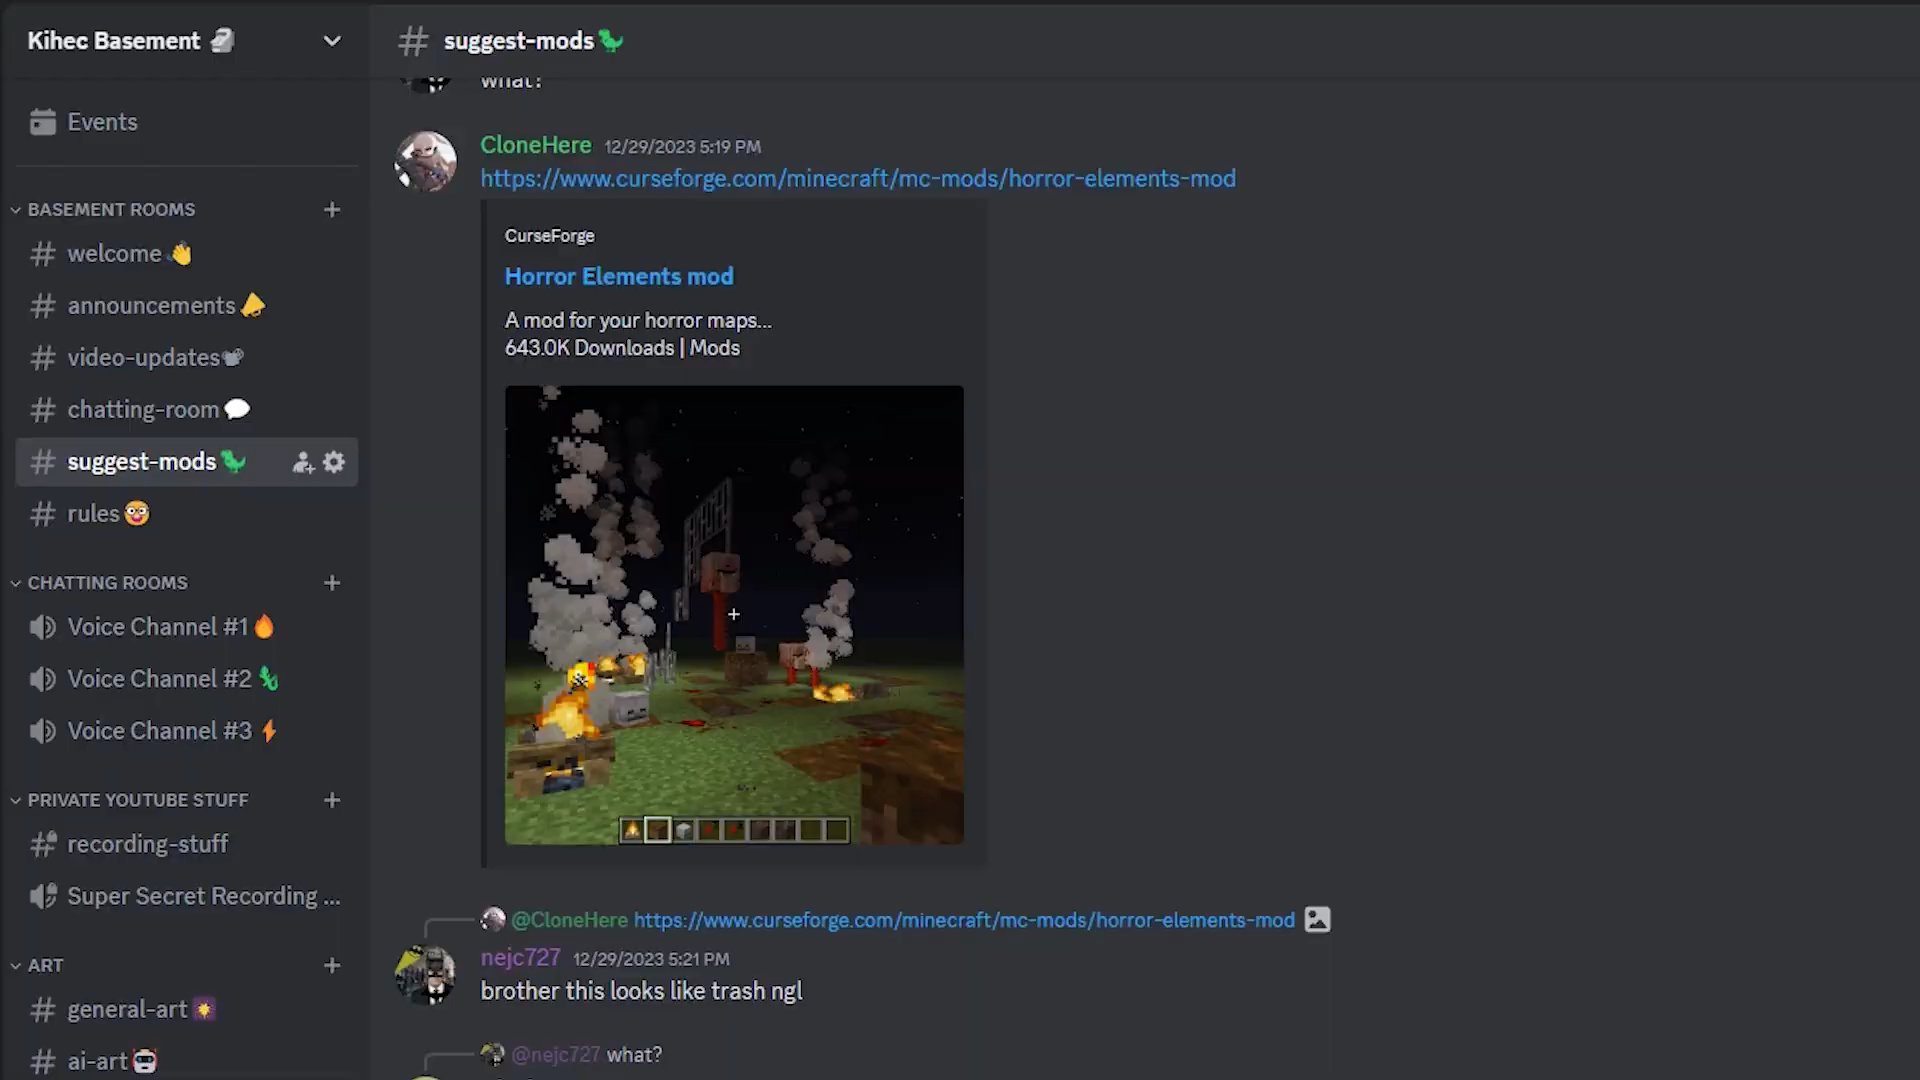 Kihec Basement
Events
BASEMENT ROOMS
welcome
announcements
video-updates
chatting-room
suggest-mods
rules
CHATTING ROOMS
Voice Channel #1
Voice Channel #2
Voice Channel #3
PRIVATE YOUTUBE STUFF
recording-stuff
Super Secret Recording ...
ART
general-art
ai-art
suggest-mods
what?
CloneHere 12/29/2023 5:19 PM
https://www.curseforge.com/minecraft/mc-mods/horror-elements-mod
CurseForge
Horror Elements mod
A mod for your horror maps...
643.0K Downloads | Mods
@CloneHere https://www.curseforge.com/minecraft/mc-mods/horror-elements-mod
nejc727 12/29/2023 5:21 PM
brother this looks like trash ngl
@nejc727 what?